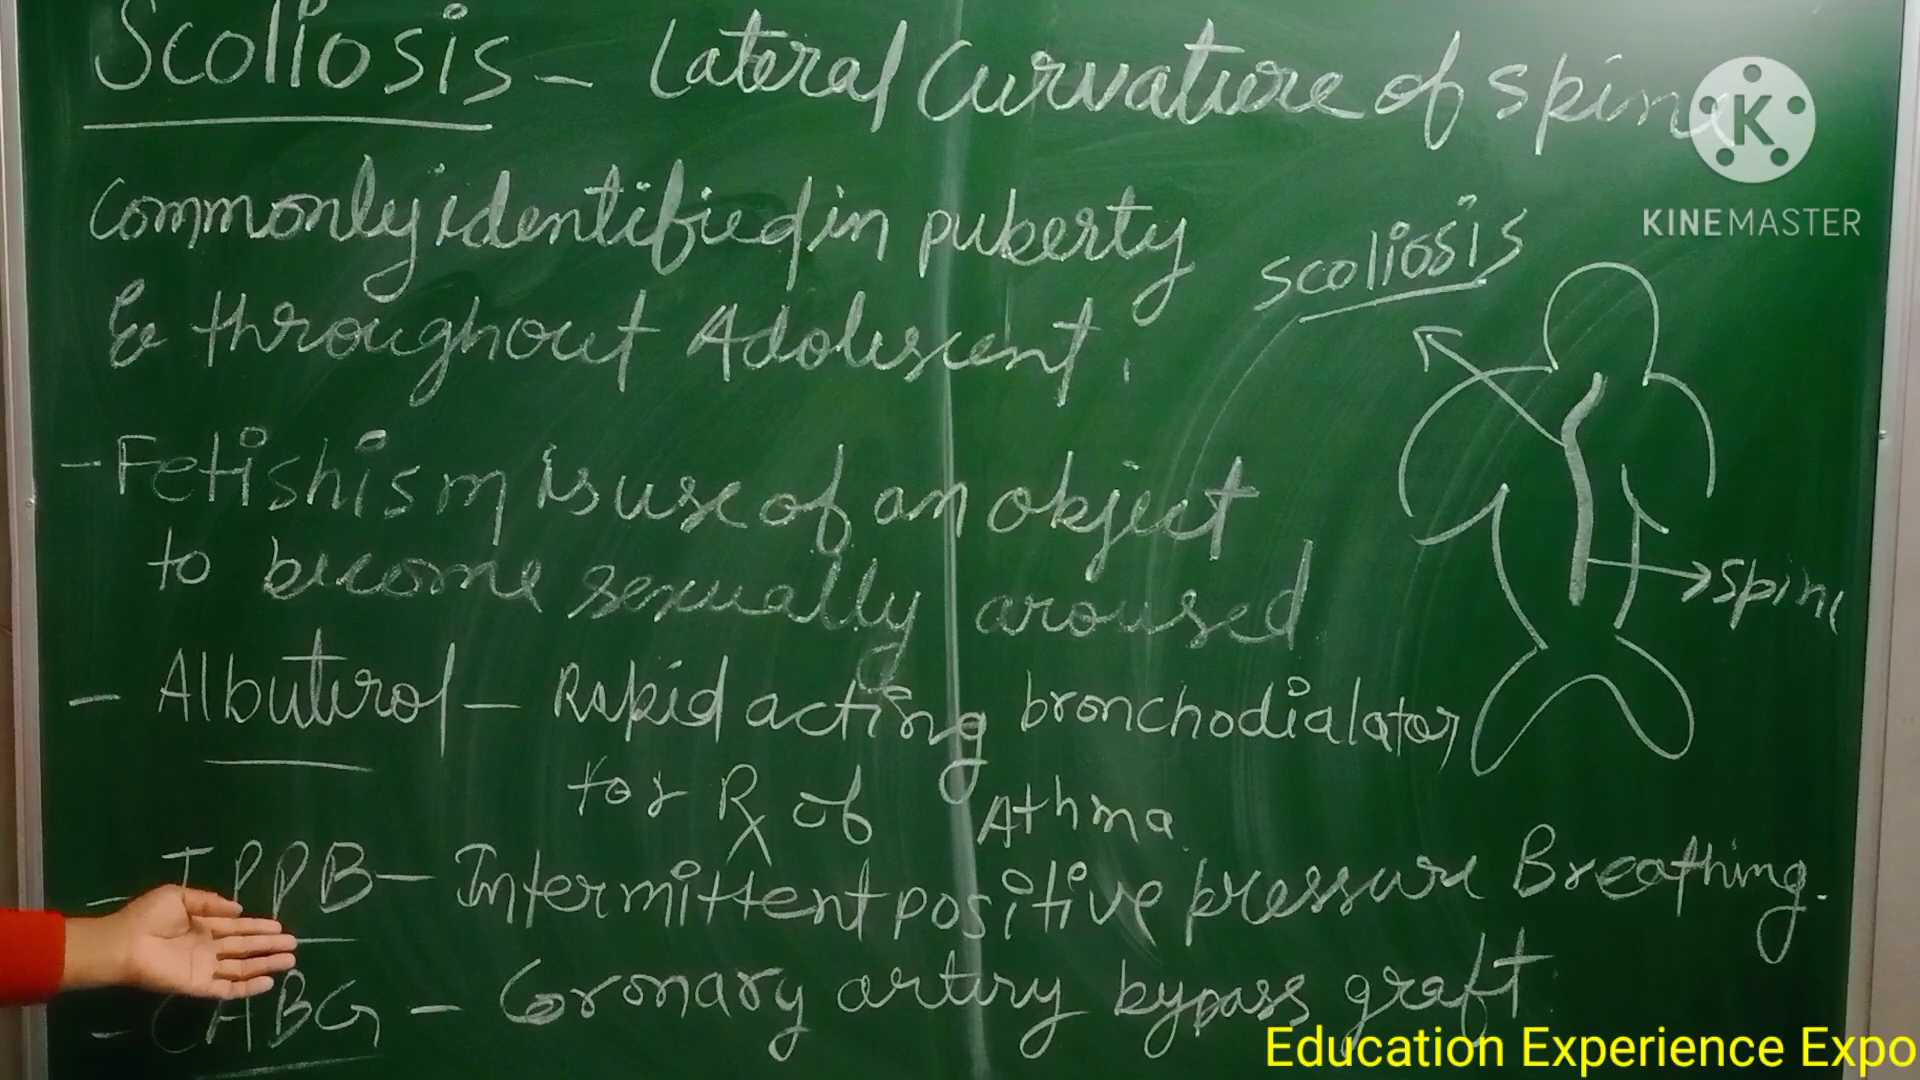 Scoliosis - Lateral Curvature of Spine
Commonly identified in puberty
& throughout Adolescent.
- Fetishism is use of an object
to become sexually aroused
- Albuterol - Rapid acting bronchodialator
for Rx of Athma
- IPPB - Intermittent positive pressure Breathing.
- CABG - Coronary artery bypass graft
scoliosis
Spine
K
KINEMASTER
Education Experience Expo